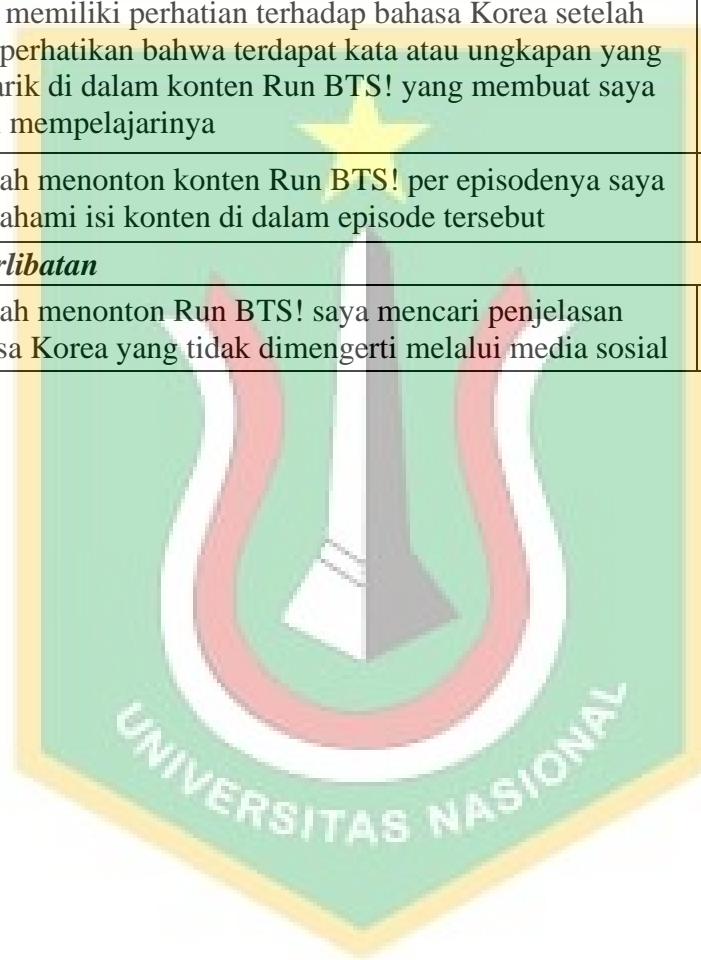 memiliki perhatian terhadap bahasa Korea setelah
perhatikan bahwa terdapat kata atau ungkapan yang
arik di dalam konten Run BTS! yang membuat saya
mempelajarinya
ah menonton konten Run BTS! per episodenya saya
ahami isi konten di dalam episode tersebut
rlibatan
ah menonton Run BTS! saya mencari penjelasan
sa Korea yang tidak dimengerti melalui media sosial
UNIVERSITAS NASIONAL